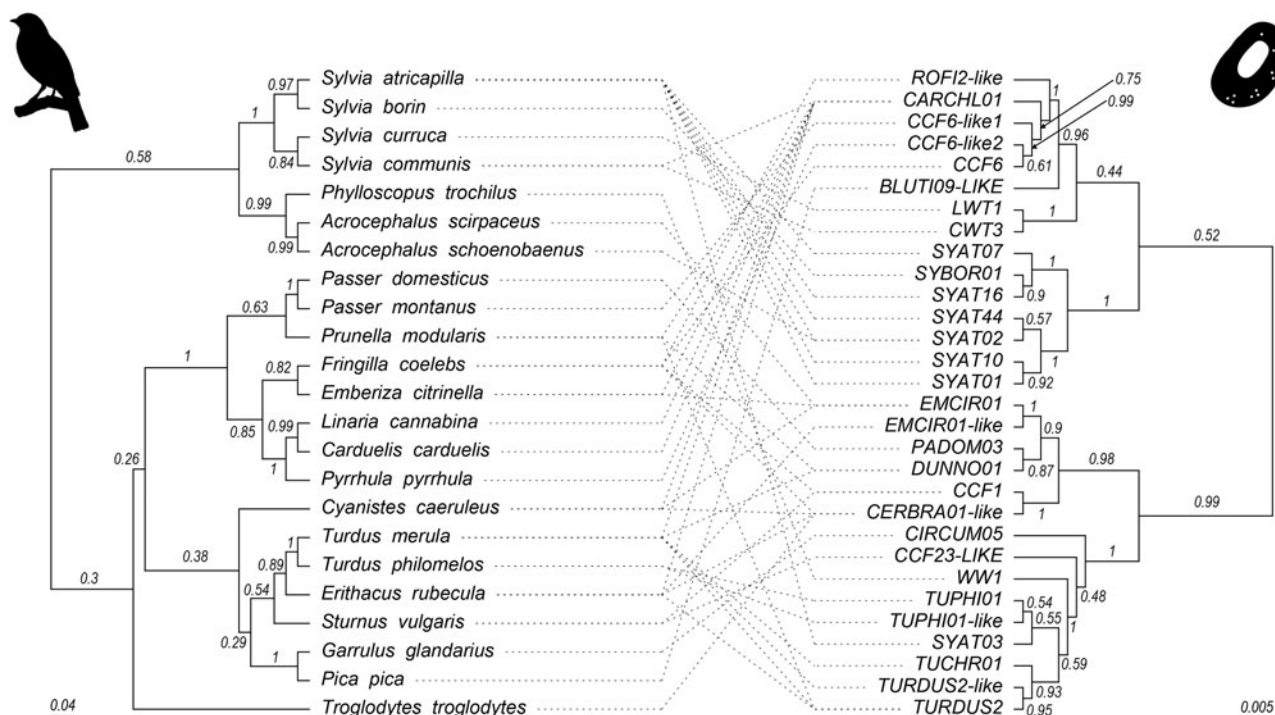 0.75
0.99
Sylvia atricapilla
Sylvia borin
Sylvia curruca
Sylvia communis
Phylloscopus trochilus
Acrocephalus scirpaceus
Acrocephalus schoenobaenus
Passer domesticus
Passer montanus
Prunella modularis
Fringilla coelebs
Emberiza citrinella
Linaria cannabina
Carduelis carduelis
Pyrrhula pyrrhula
Cyanistes caeruleus
Turdus merula
Turdus philomelos
Erithacus rubecula
Sturnus vulgaris
Garrulus glandarius
Pica pica
Troglodytes troglodytes
0.97
1
0.84
0.58
0.99
0.99
1
0.63
1
0.82
0.85
0.99
1
0.26
0.38
1
0.89
0.54
0.29
1
0.3
0.04
ROFI2-like
CARCHL01
CCF6-like1
CCF6-like2
CCF6
BLUTI09-LIKE
LWT1
CWT3
SYAT07
SYBOR01
SYAT16
SYAT44
SYAT02
SYAT10
SYAT01
EMCIR01
EMCIR01-like
PADOM03
DUNNO01
CCF1
CERBRA01-like
CIRCUM05
CCF23-LIKE
WW1
TUPHI01
TUPHI01-like
SYAT03
TUCHR01
TURDUS2-like
TURDUS2
1
0.96
0.61
0.44
1
0.52
1
0.9
1
0.57
1
0.92
1
0.9
0.87
0.98
1
0.99
1
0.48
1
0.54
0.55
0.59
0.93
0.95
0.005